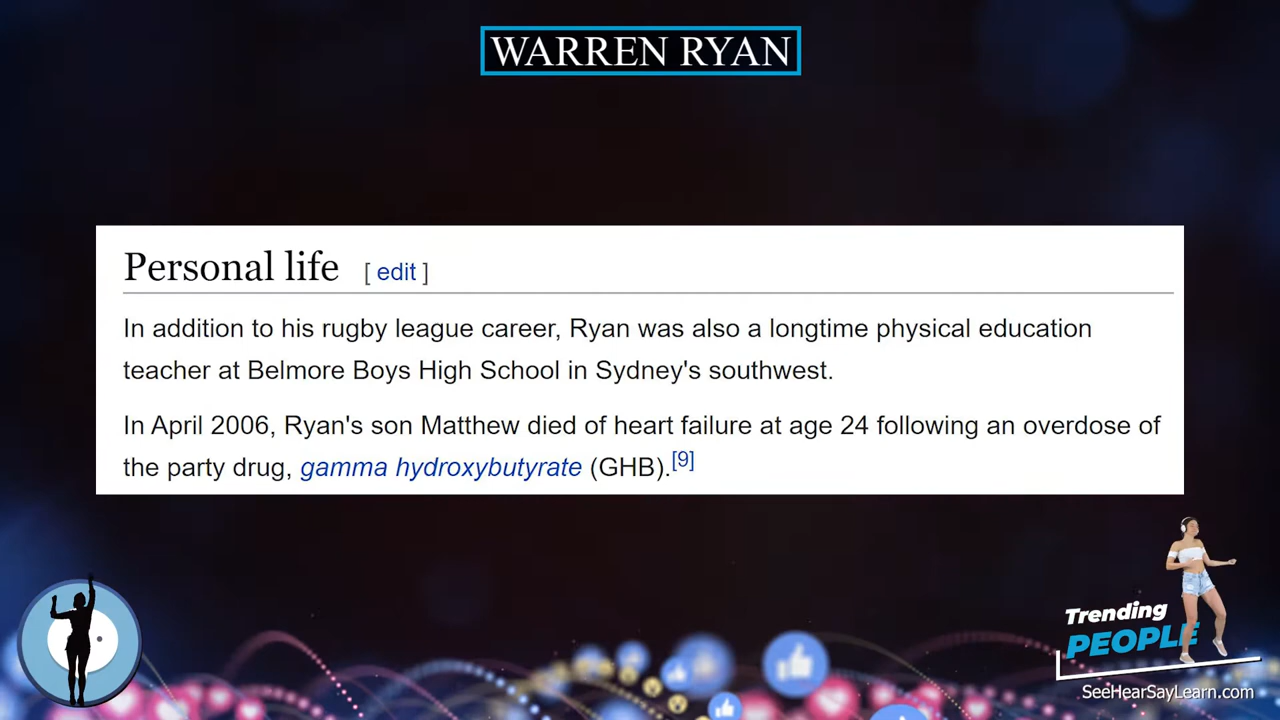 WARREN RYAN
Personal life [ edit ]
In addition to his rugby league career, Ryan was also a longtime physical education
teacher at Belmore Boys High School in Sydney's southwest.
In April 2006, Ryan's son Matthew died of heart failure at age 24 following an overdose of
the party drug, gamma hydroxybutyrate (GHB).[9]
Trending
PEOPLE
SeeHearSayLearn.com